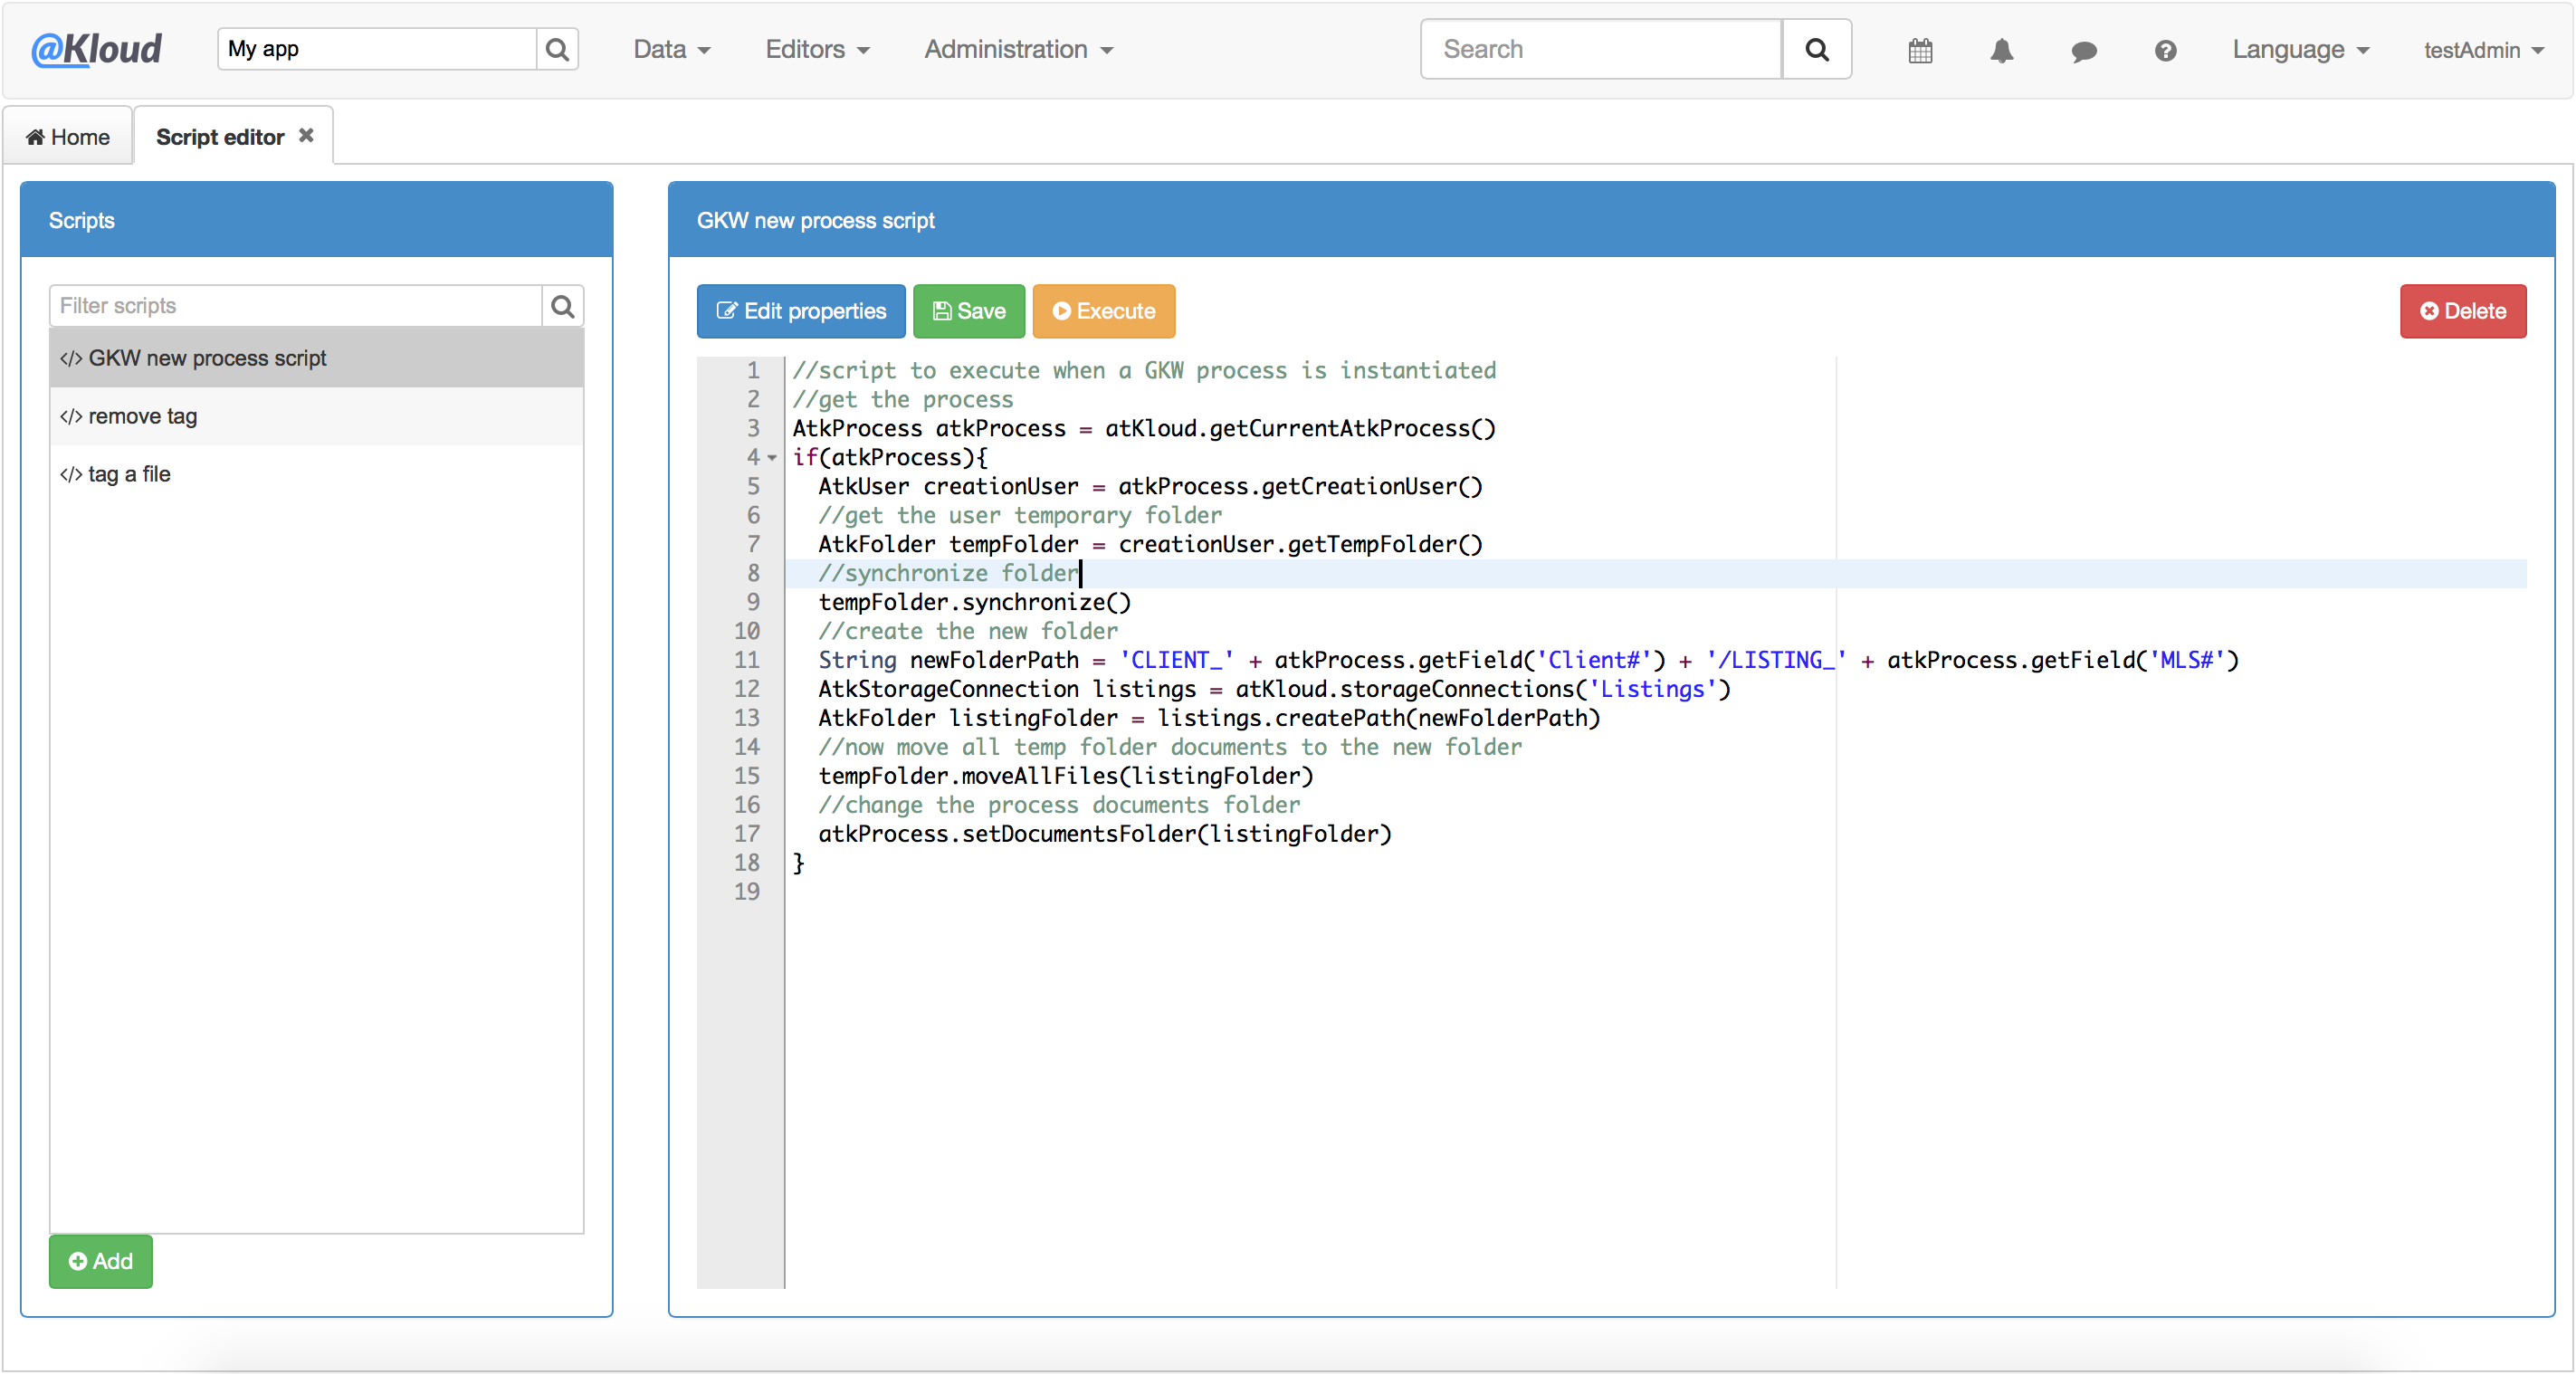 @Kloud My app Data Editors Administration Search Language testAdmin
Home Script editor
Scripts
Filter scripts
</> GKW new process script
</> remove tag
</> tag a file
Add
GKW new process script
Edit properties Save Execute Delete
1 //script to execute when a GKW process is instantiated
2 //get the process
3 AtkProcess atkProcess = atKloud.getCurrentAtkProcess()
4 if(atkProcess){
5   AtkUser creationUser = atkProcess.getCreationUser()
6   //get the user temporary folder
7   AtkFolder tempFolder = creationUser.getTempFolder()
8   //synchronize folder
9   tempFolder.synchronize()
10   //create the new folder
11   String newFolderPath = 'CLIENT_' + atkProcess.getField('Client#') + '/LISTING_' + atkProcess.getField('MLS#')
12   AtkStorageConnection listings = atKloud.storageConnections('Listings')
13   AtkFolder listingFolder = listings.createPath(newFolderPath)
14   //now move all temp folder documents to the new folder
15   tempFolder.moveAllFiles(listingFolder)
16   //change the process documents folder
17   atkProcess.setDocumentsFolder(listingFolder)
18 }
19